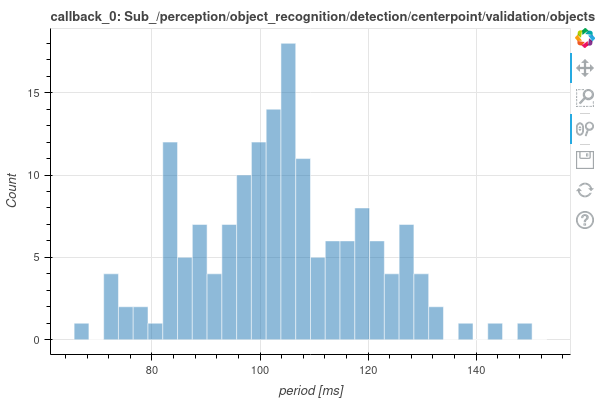 callback_0: Sub_/perception/object_recognition/detection/centerpoint/validation/objects
Count
15
10
5
0
80
100
120
140
period [ms]